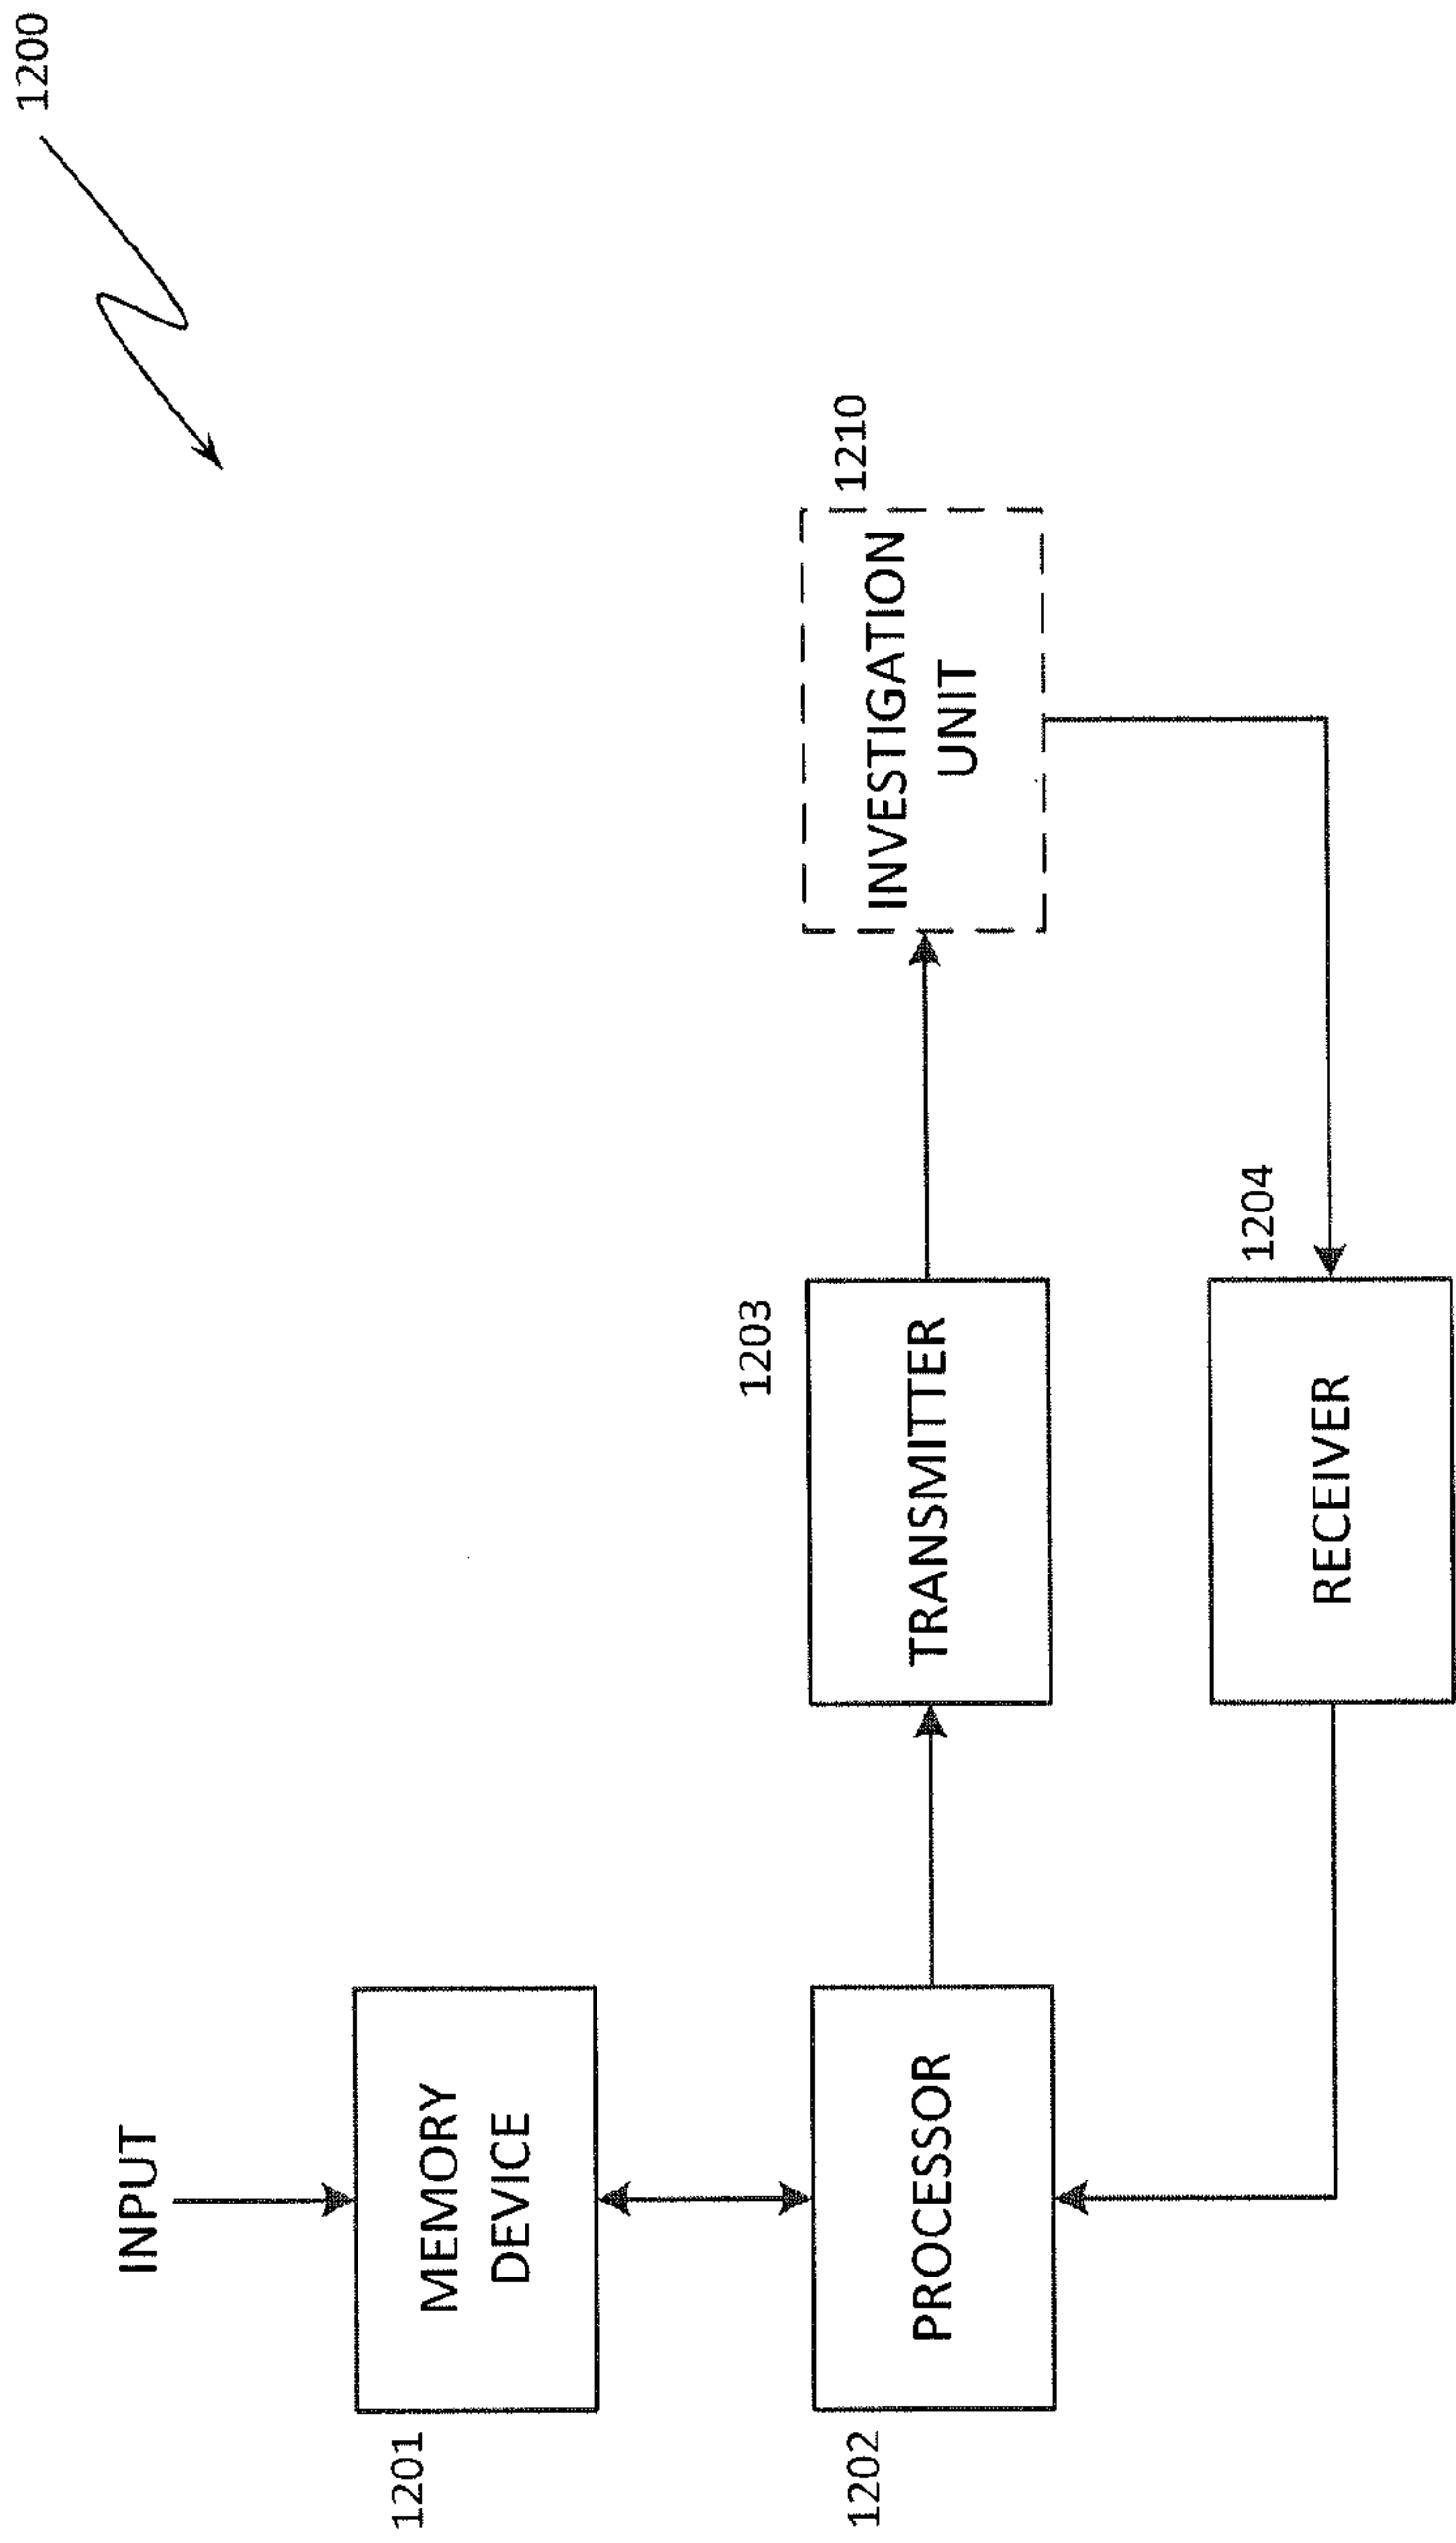 1200
INPUT
1201
MEMORY
DEVICE
1202
PROCESSOR
1203
TRANSMITTER
1210
INVESTIGATION
UNIT
1204
RECEIVER